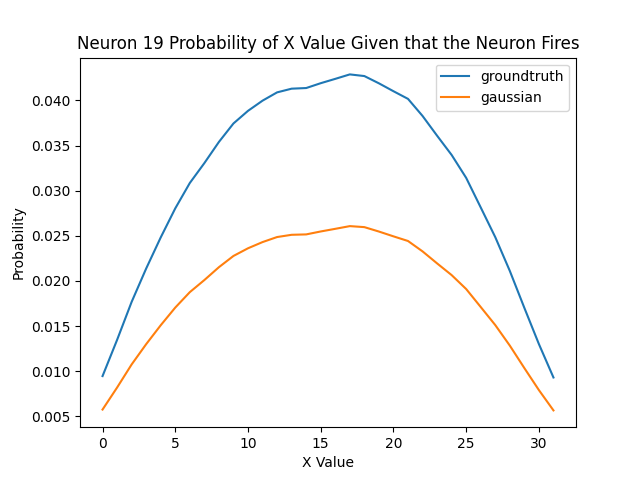 Neuron 19 Probability of X Value Given that the Neuron Fires
groundtruth
gaussian
0.040
0.035
0.030
0.025
0.020
0.015
0.010
0.005
Probability
0 5 10 15 20 25 30
X Value